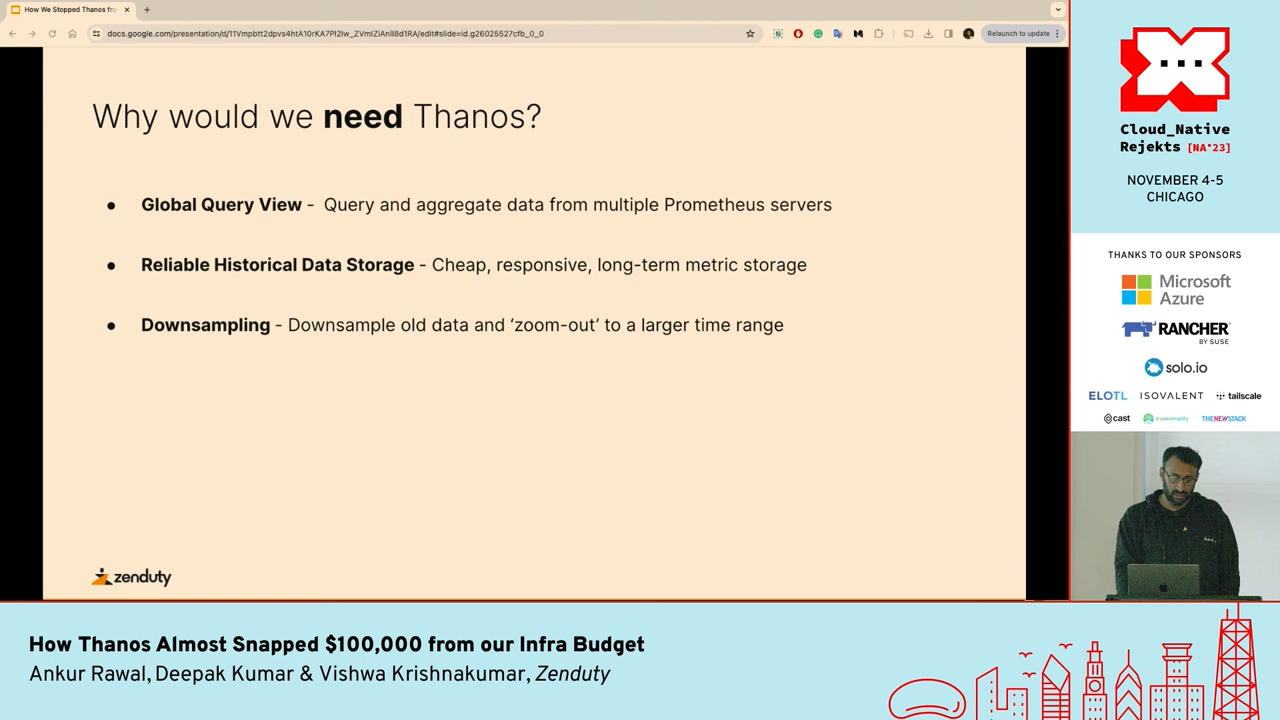 How We Stopped Thanos fro
docs.google.com/presentation/d/11Vmpbtt2dpvs4htA10rKA7Pl2Iw_ZVmIZiAnll8d1RA/edit#slide=id.g26025527cfb_0_0
Relaunch to update
Why would we need Thanos?
● Global Query View - Query and aggregate data from multiple Prometheus servers
● Reliable Historical Data Storage - Cheap, responsive, long-term metric storage
● Downsampling - Downsample old data and ‘zoom-out’ to a larger time range
zenduty
Cloud_Native
Rejekts [NA'23]
NOVEMBER 4-5
CHICAGO
THANKS TO OUR SPONSORS
Microsoft
Azure
RANCHER
BY SUSE
solo.io
ELOTL ISOVALENT tailscale
cast kubesimplify THENEWSTACK
How Thanos Almost Snapped $100,000 from our Infra Budget
Ankur Rawal, Deepak Kumar & Vishwa Krishnakumar, Zenduty